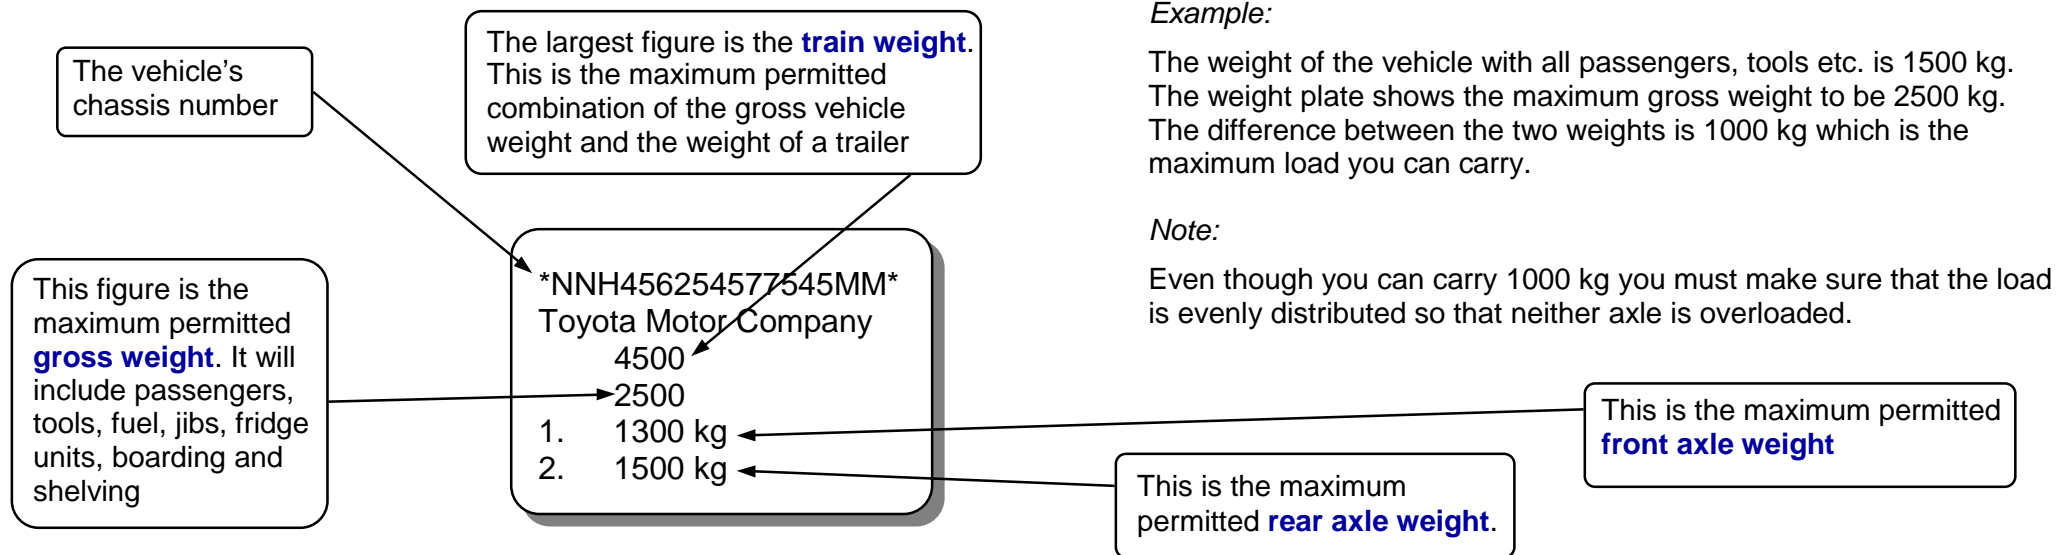 The vehicle’s
chassis number
The largest figure is the train weight.
This is the maximum permitted
combination of the gross vehicle
weight and the weight of a trailer
This figure is the
maximum permitted
gross weight. It will
include passengers,
tools, fuel, jibs, fridge
units, boarding and
shelving
*NNH456254577545MM*
Toyota Motor Company
4500
2500
1. 1300 kg
2. 1500 kg
Example:
The weight of the vehicle with all passengers, tools etc. is 1500 kg.
The weight plate shows the maximum gross weight to be 2500 kg.
The difference between the two weights is 1000 kg which is the
maximum load you can carry.
Note:
Even though you can carry 1000 kg you must make sure that the load
is evenly distributed so that neither axle is overloaded.
This is the maximum permitted
front axle weight
This is the maximum
permitted rear axle weight.